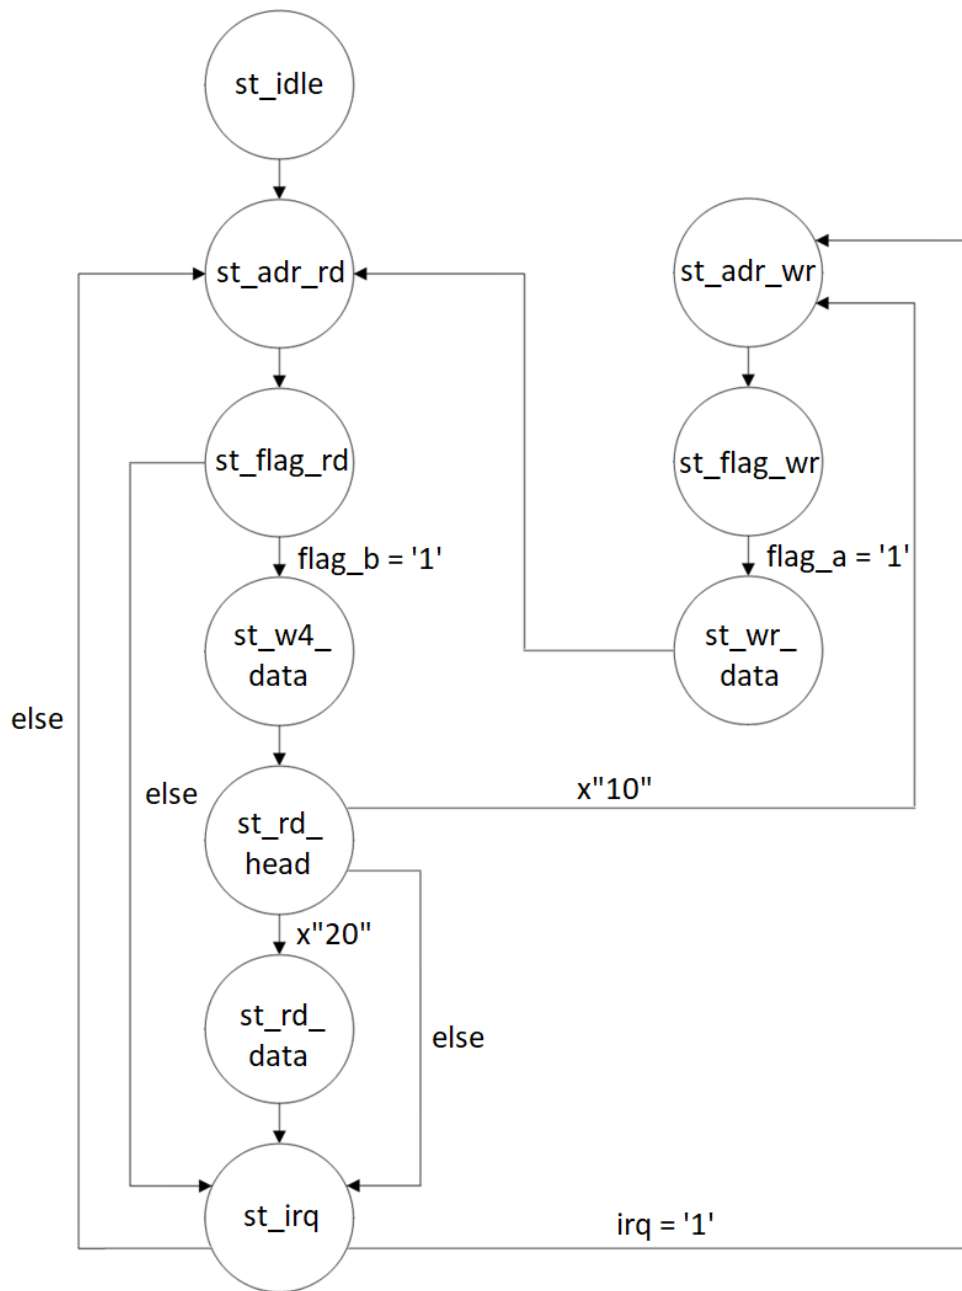 st_idle
st_adr_rd
st_adr_wr
st_flag_rd
st_flag_wr
flag_b = '1'
flag_a = '1'
st_w4_
data
st_wr_
data
else
else
x"10"
st_rd_
head
x"20"
st_rd_
data
else
st_irq
irq = '1'